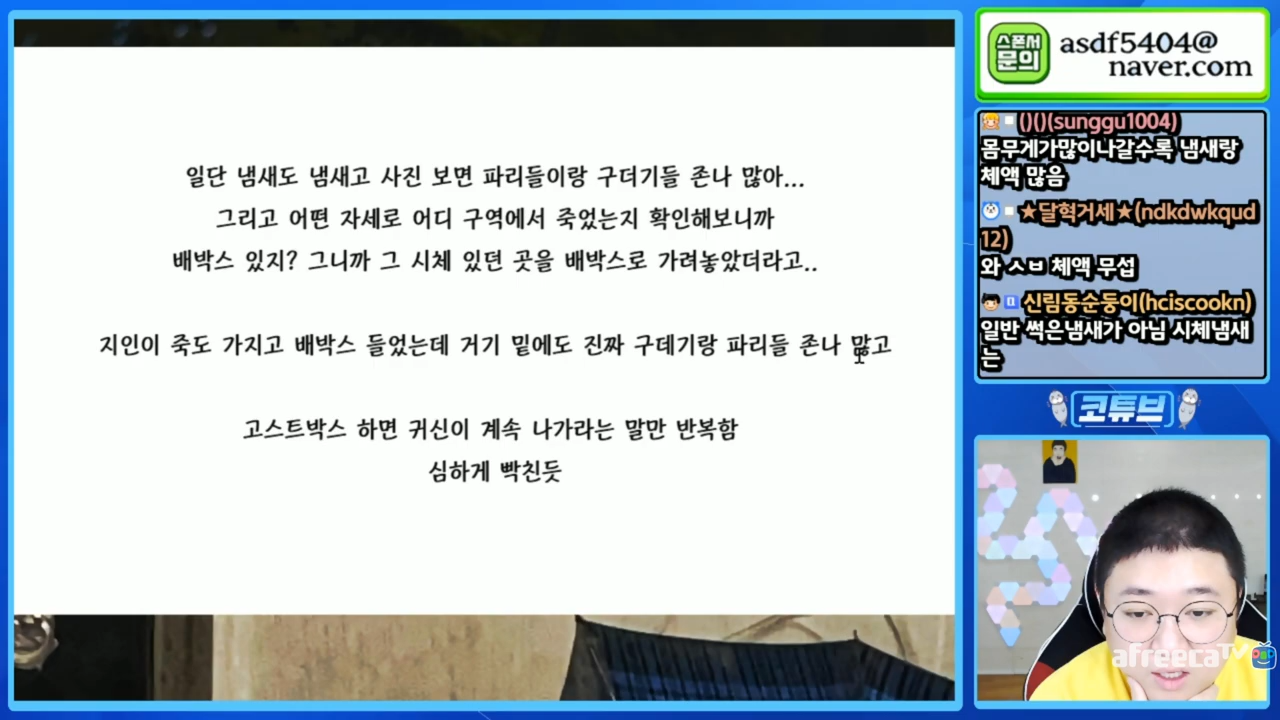 일단 냄새도 냄새고 사진 보면 파리들이랑 구더기들 존나 많아...
그리고 어떤 자세로 어디 구역에서 죽었는지 확인해보니까
배박스 있지? 그니까 그 시체 있던 곳을 배박스로 가려놓았더라고..
지인이 죽도 가지고 배박스 들었는데 거기 밑에도 진짜 구데기랑 파리들 존나 많고
고스트박스 하면 귀신이 계속 나가라는 말만 반복함
심하게 빡친듯
스폰서
문의
asdf5404@
naver.com
()()(sunggu1004)
몸무게가많이나갈수록 냄새랑
체액 많음
★달혁거세★(ndkdwkqud
12)
와 ㅅㅂ 체액 무섭
신림동순둥이(hciscookn)
일반 썩은냄새가 아님 시체냄새
는
코튜브
afreecaTV